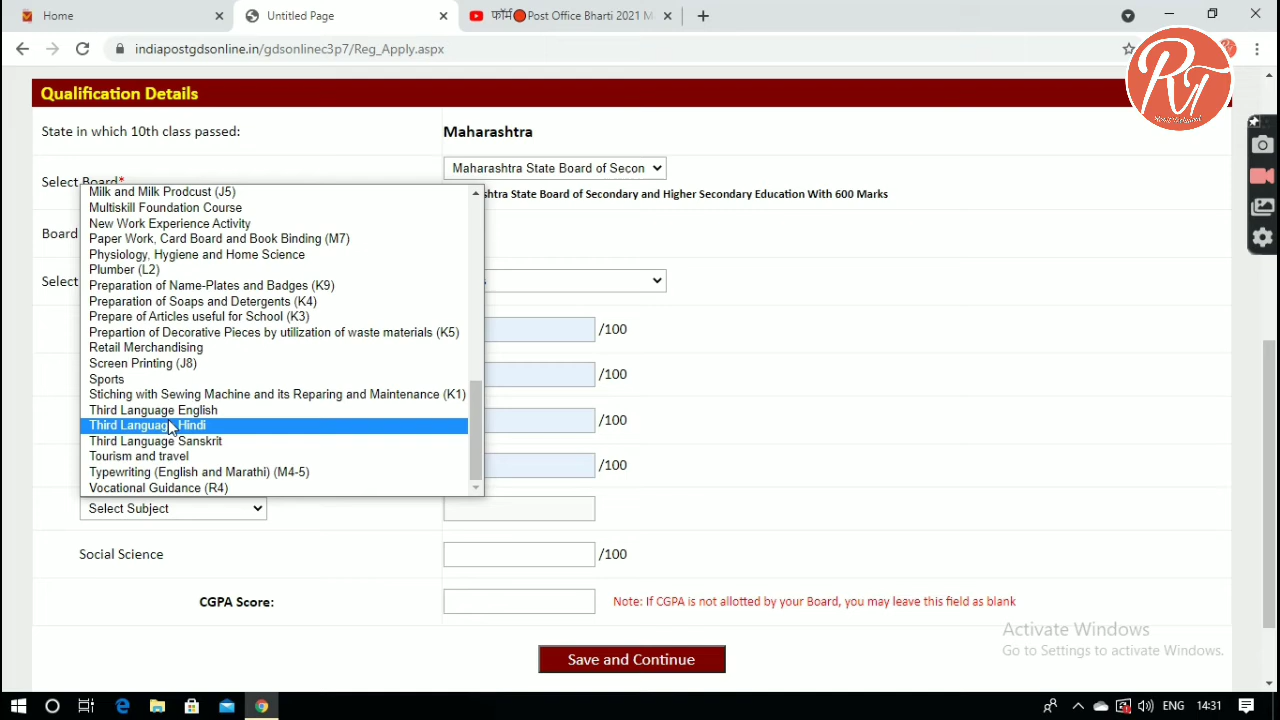 Home
Untitled Page
फॉर्म🔴Post Office Bharti 2021 M
indiapostgdsonline.in/gdsonlinec3p7/Reg_Apply.aspx
RT
Qualification Details
State in which 10th class passed:
Maharashtra
Select Board*
Maharashtra State Board of Secon
htra State Board of Secondary and Higher Secondary Education With 600 Marks
Board
Select
s
Milk and Milk Prodcust (J5)
Multiskill Foundation Course
New Work Experience Activity
Paper Work, Card Board and Book Binding (M7)
Physiology, Hygiene and Home Science
Plumber (L2)
Preparation of Name-Plates and Badges (K9)
Preparation of Soaps and Detergents (K4)
Prepare of Articles useful for School (K3)
Prepartion of Decorative Pieces by utilization of waste materials (K5)
Retail Merchandising
Screen Printing (J8)
Sports
Stiching with Sewing Machine and its Reparing and Maintenance (K1)
Third Language English
Third Language Hindi
Third Language Sanskrit
Tourism and travel
Typewriting (English and Marathi) (M4-5)
Vocational Guidance (R4)
/100
/100
/100
/100
Select Subject
Social Science
/100
CGPA Score:
Note: If CGPA is not allotted by your Board, you may leave this field as blank
Save and Continue
Activate Windows
Go to Settings to activate Windows.
ENG
14:31